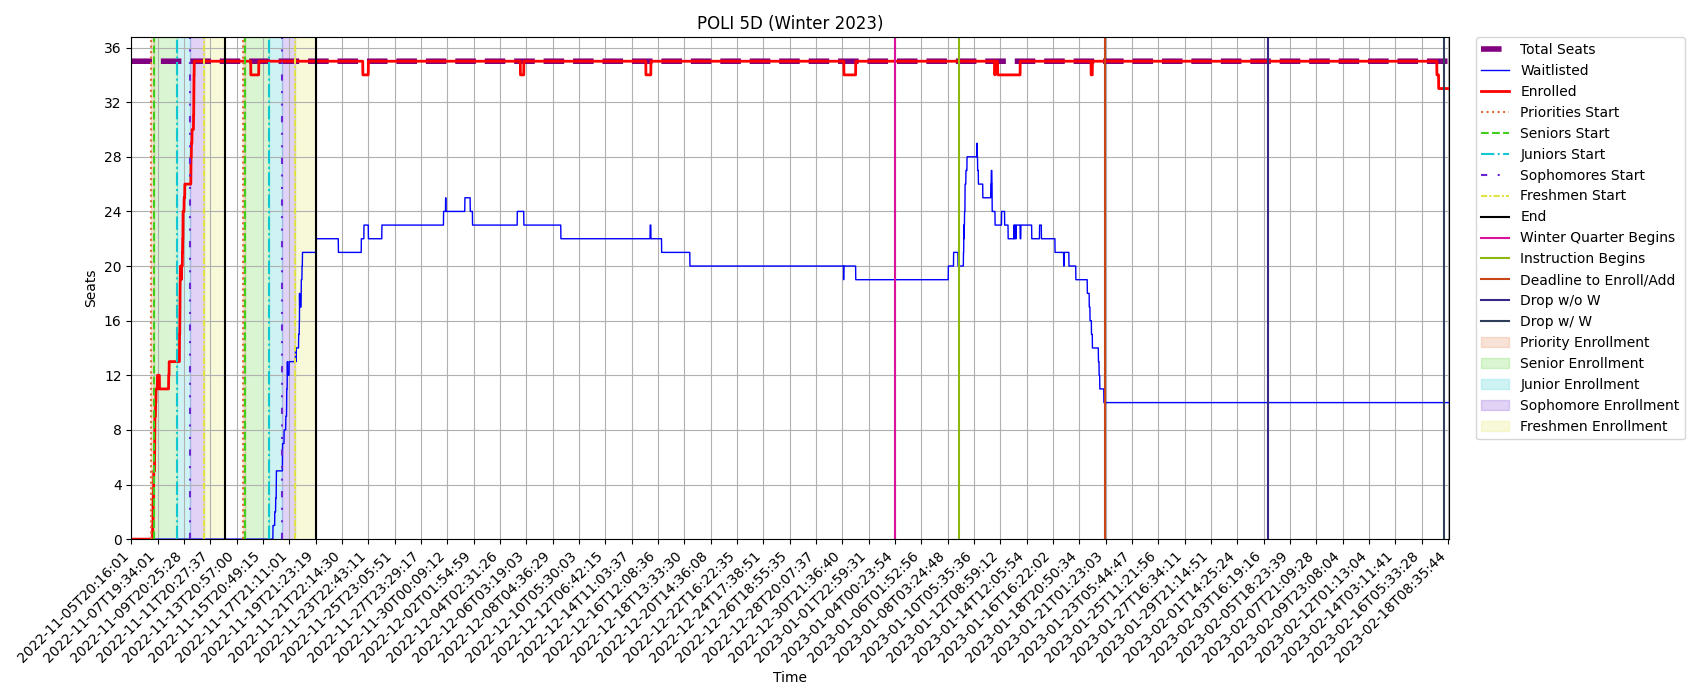 POLI 5D (Winter 2023)
Seats
36
32
28
24
20
16
12
8
4
0
2022-11-05T20:16:01
2022-11-07T19:34:01
2022-11-09T20:25:28
2022-11-11T20:27:37
2022-11-13T20:57:00
2022-11-15T20:49:15
2022-11-17T21:11:01
2022-11-19T21:23:19
2022-11-21T22:14:30
2022-11-23T22:43:11
2022-11-25T23:05:51
2022-11-27T23:29:17
2022-11-30T00:09:12
2022-12-02T01:54:59
2022-12-04T02:31:26
2022-12-06T03:19:03
2022-12-08T04:36:29
2022-12-10T05:30:03
2022-12-12T06:42:15
2022-12-14T11:03:37
2022-12-16T12:08:36
2022-12-18T13:33:30
2022-12-20T14:36:08
2022-12-22T16:22:35
2022-12-24T17:38:51
2022-12-26T18:55:35
2022-12-28T20:07:37
2022-12-30T21:36:40
2023-01-01T22:59:31
2023-01-04T00:23:54
2023-01-06T01:52:56
2023-01-08T03:24:48
2023-01-10T05:35:36
2023-01-12T08:59:12
2023-01-14T12:05:54
2023-01-16T16:22:02
2023-01-18T20:50:34
2023-01-21T01:23:03
2023-01-23T05:44:47
2023-01-25T11:21:56
2023-01-27T16:34:11
2023-01-29T21:14:51
2023-02-01T14:25:24
2023-02-03T16:19:16
2023-02-05T18:23:39
2023-02-07T21:09:28
2023-02-09T23:08:04
2023-02-12T01:13:04
2023-02-14T03:11:41
2023-02-16T05:33:28
2023-02-18T08:35:44
Time
Total Seats
Waitlisted
Enrolled
Priorities Start
Seniors Start
Juniors Start
Sophomores Start
Freshmen Start
End
Winter Quarter Begins
Instruction Begins
Deadline to Enroll/Add
Drop w/o W
Drop w/ W
Priority Enrollment
Senior Enrollment
Junior Enrollment
Sophomore Enrollment
Freshmen Enrollment